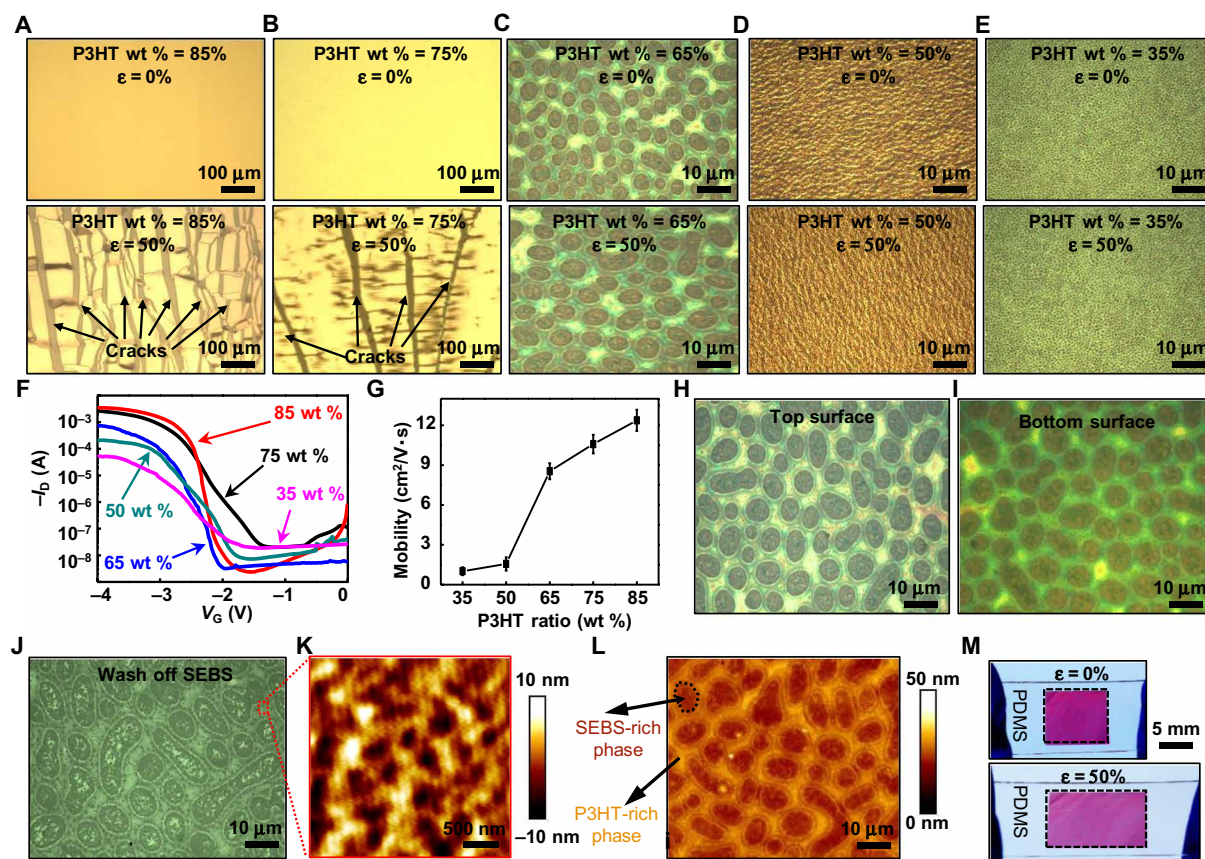 A
P3HT wt % = 85%
ε = 0%
100 µm
P3HT wt % = 85%
ε = 50%
Cracks
100 µm
B
P3HT wt % = 75%
ε = 0%
100 µm
P3HT wt % = 75%
ε = 50%
Cracks
100 µm
C
P3HT wt % = 65%
ε = 0%
10 µm
P3HT wt % = 65%
ε = 50%
10 µm
D
P3HT wt % = 50%
ε = 0%
10 µm
P3HT wt % = 50%
ε = 50%
10 µm
E
P3HT wt % = 35%
ε = 0%
10 µm
P3HT wt % = 35%
ε = 50%
10 µm
F
–I_D (A)
10⁻³
10⁻⁴
10⁻⁵
10⁻⁶
10⁻⁷
10⁻⁸
85 wt %
75 wt %
50 wt %
35 wt %
65 wt %
–4 –3 –2 –1 0
V_G (V)
G
Mobility (cm²/V·s)
12
9
6
3
0
35 50 65 75 85
P3HT ratio (wt %)
H
Top surface
10 µm
I
Bottom surface
10 µm
J
Wash off SEBS
10 µm
K
500 nm
10 nm
–10 nm
L
SEBS-rich
phase
P3HT-rich
phase
10 µm
50 nm
0 nm
M
ε = 0%
PDMS
5 mm
ε = 50%
PDMS